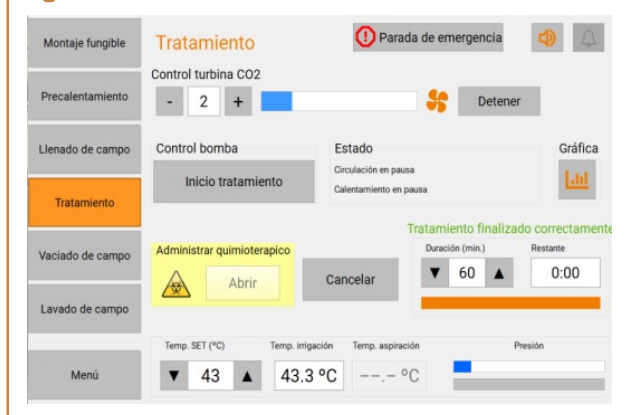 Montaje fungible
Precalentamiento
Llenado de campo
Tratamiento
Vaciado de campo
Lavado de campo
Menú
Tratamiento
Parada de emergencia
Control turbina CO2
- 2 +
Detener
Control bomba
Inicio tratamiento
Estado
Circulación en pausa
Calentamiento en pausa
Gráfica
Tratamiento finalizado correctamente
Administrar quimioterapico
Abrir
Cancelar
Duración (min.)
▼ 60 ▲
Restante
0:00
Temp. SET (ºC)
▼ 43 ▲
Temp. irrigación
43.3 ºC
Temp. aspiración
--.- ºC
Presión